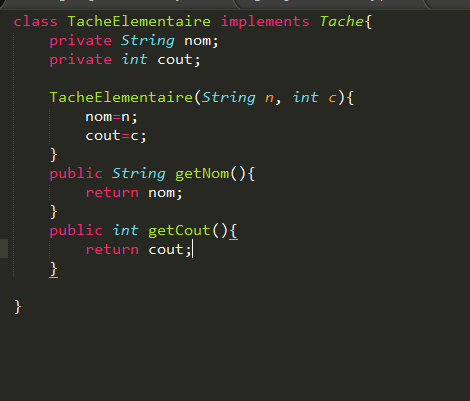 class TacheElementaire implements Tache{
    private String nom;
    private int cout;

    TacheElementaire(String n, int c){
        nom=n;
        cout=c;
    }
    public String getNom(){
        return nom;
    }
    public int getCout(){
        return cout;
    }

}